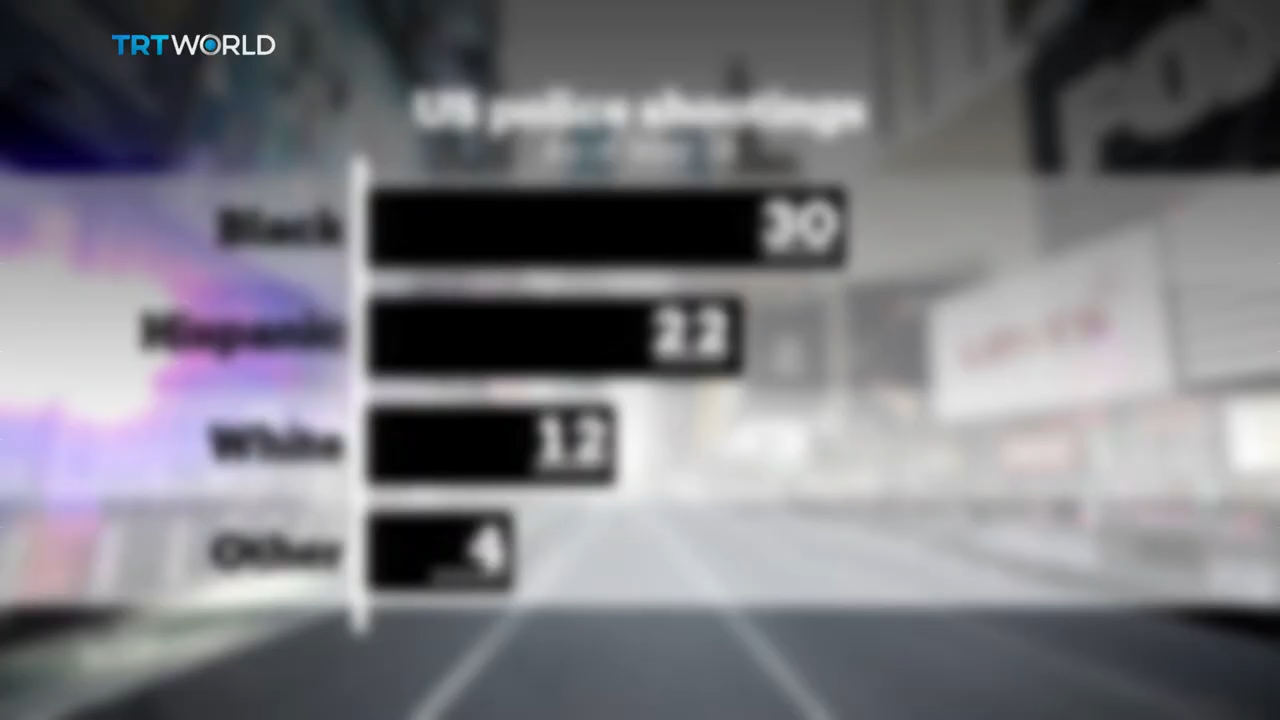 TRTWORLD
US police shootings
Black 30
Hispanic 22
White 12
Other 4